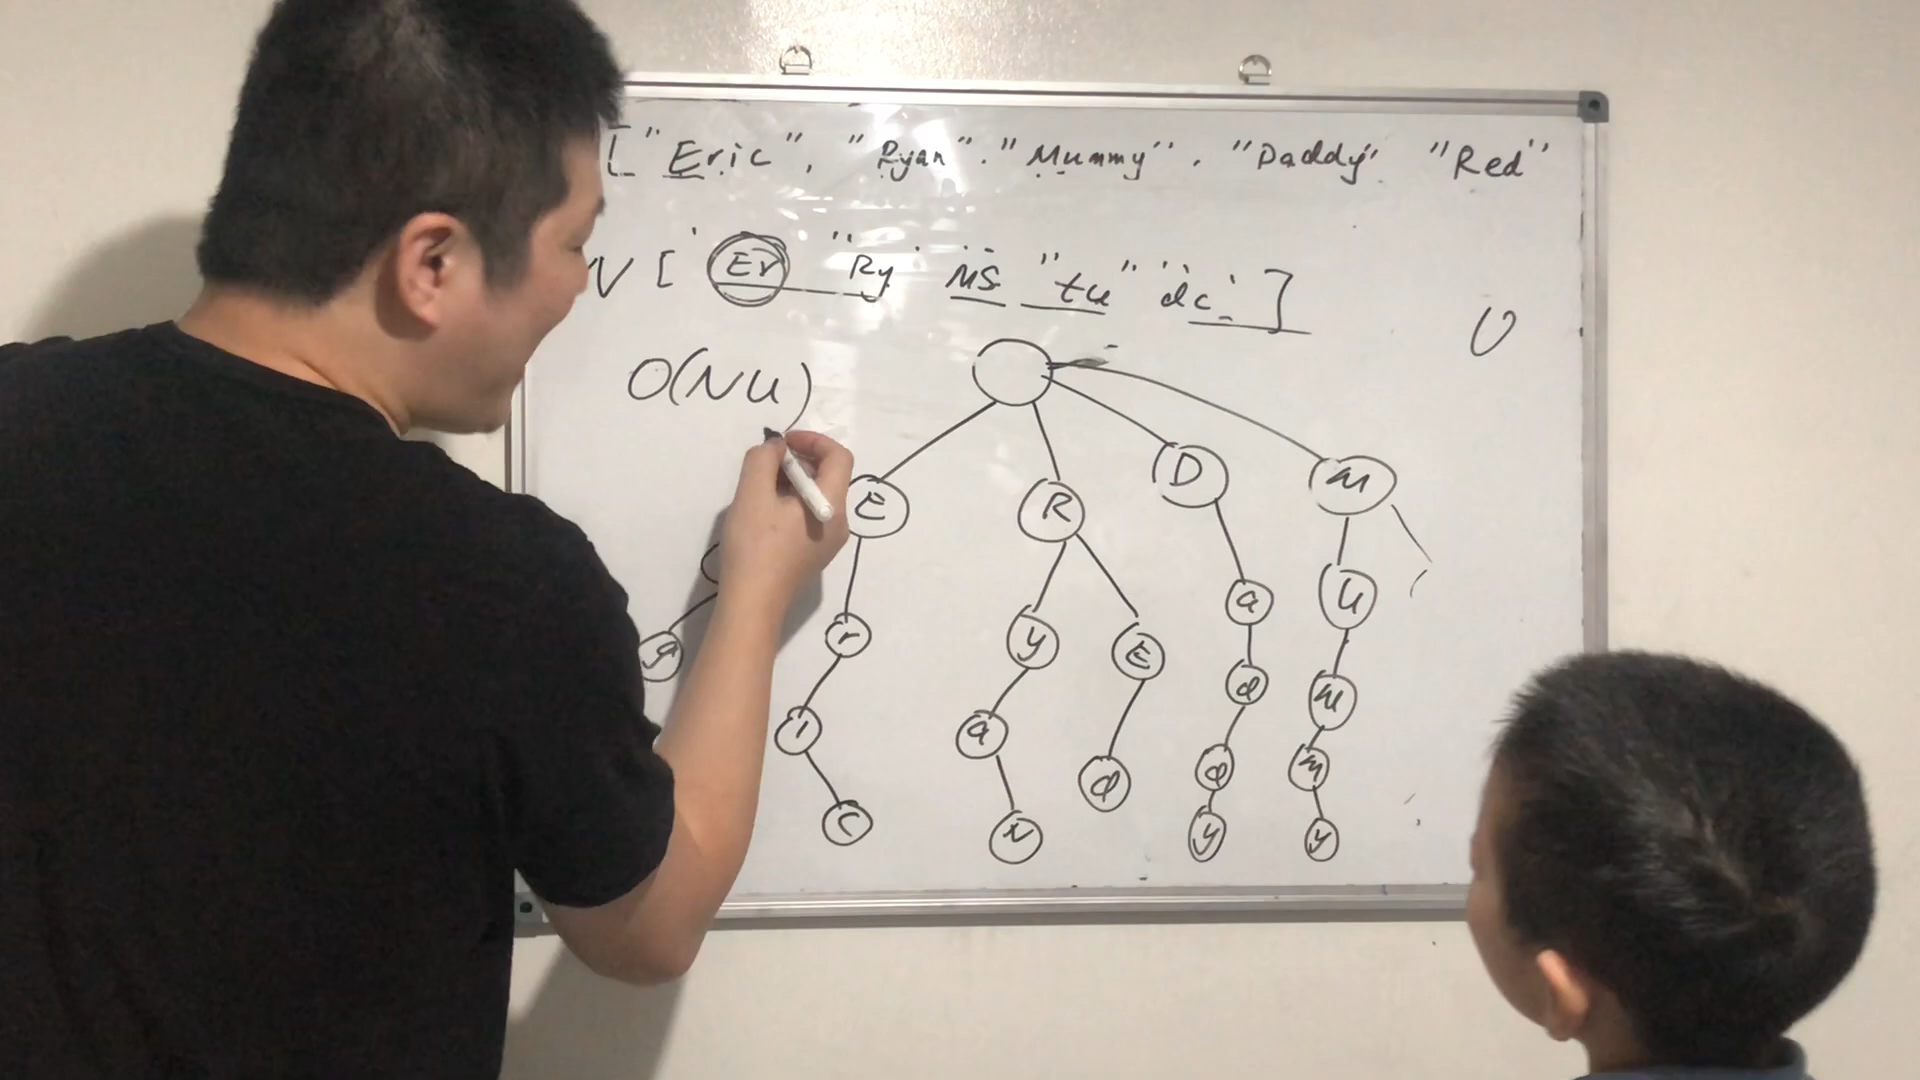 ["Eric", "Ryan". "Mummy". "Daddy" "Red"
N [ ' Er " Ry ' MS "tu" 'dc' ]
U
O(NU)
E R D M
r y E a U
a
i a d d M
c N d M
y y